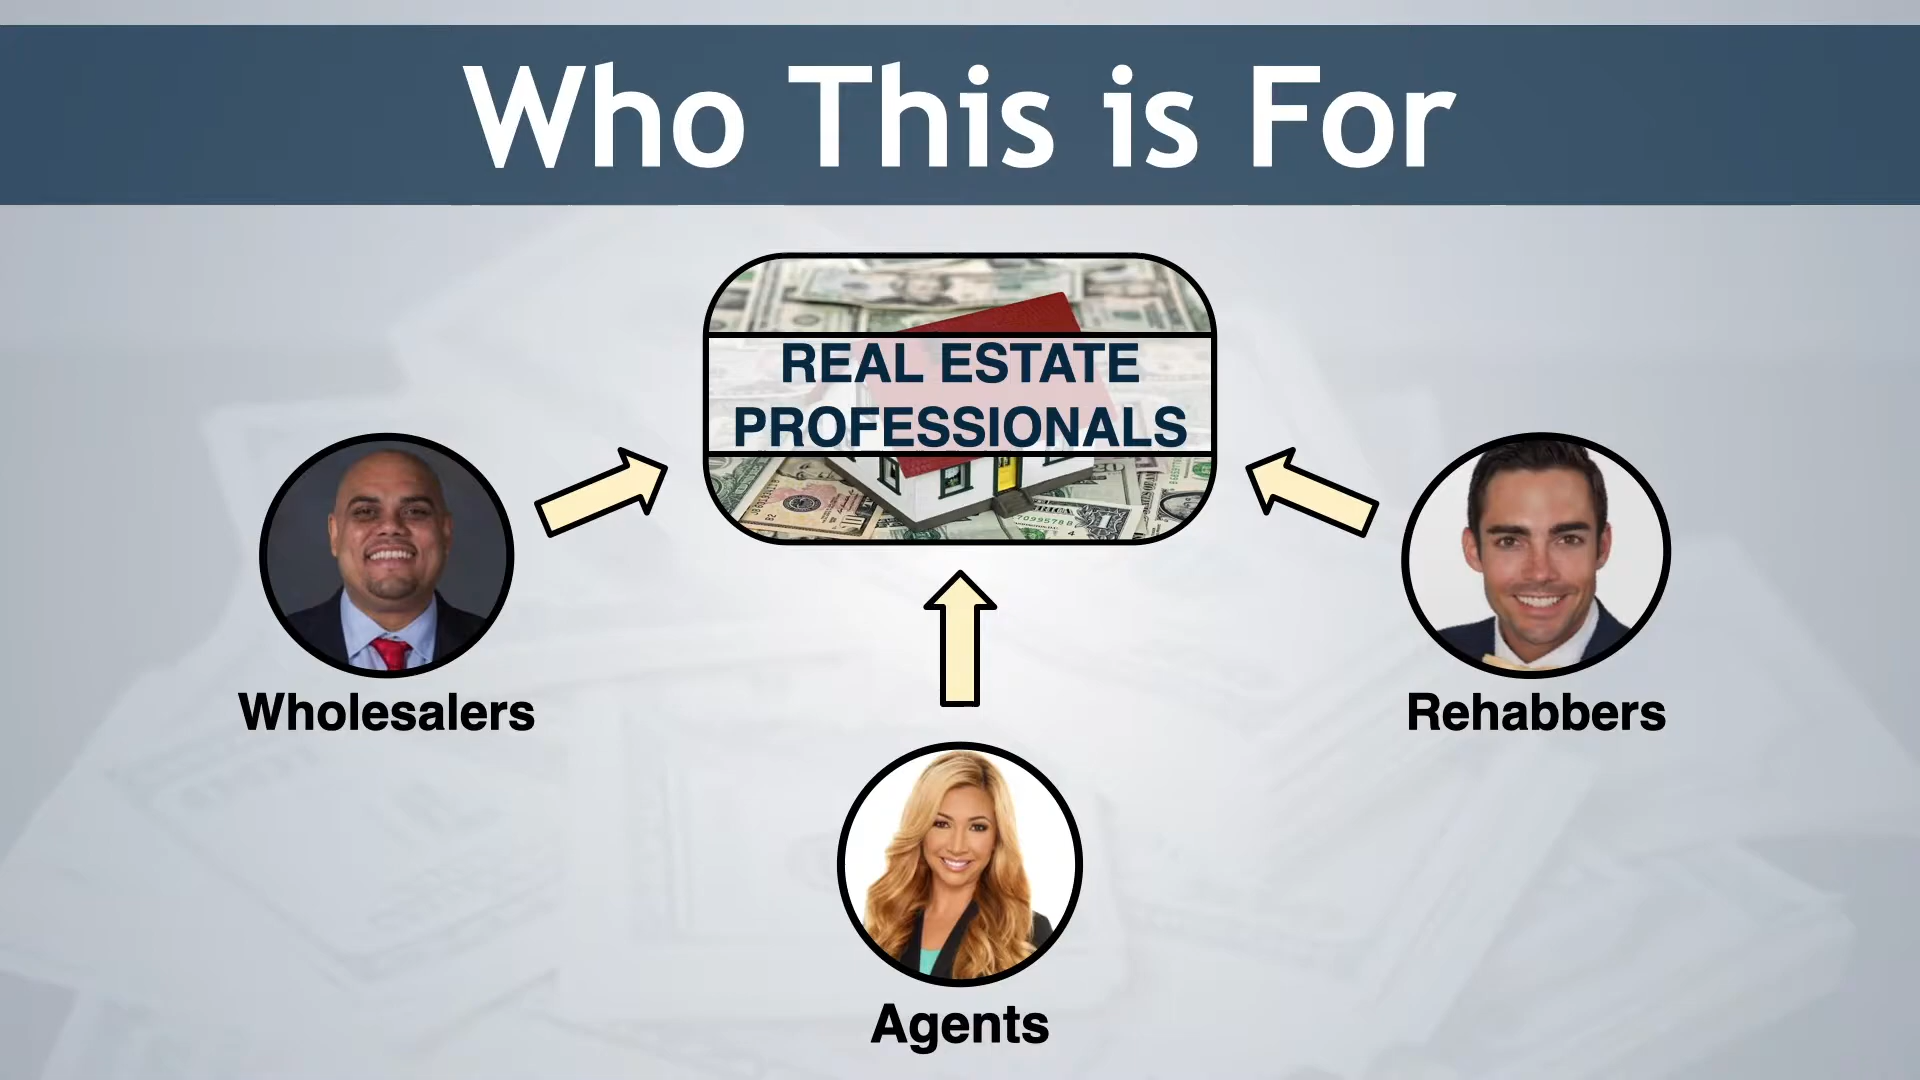 Who This is For
REAL ESTATE
PROFESSIONALS
Wholesalers
Rehabbers
Agents